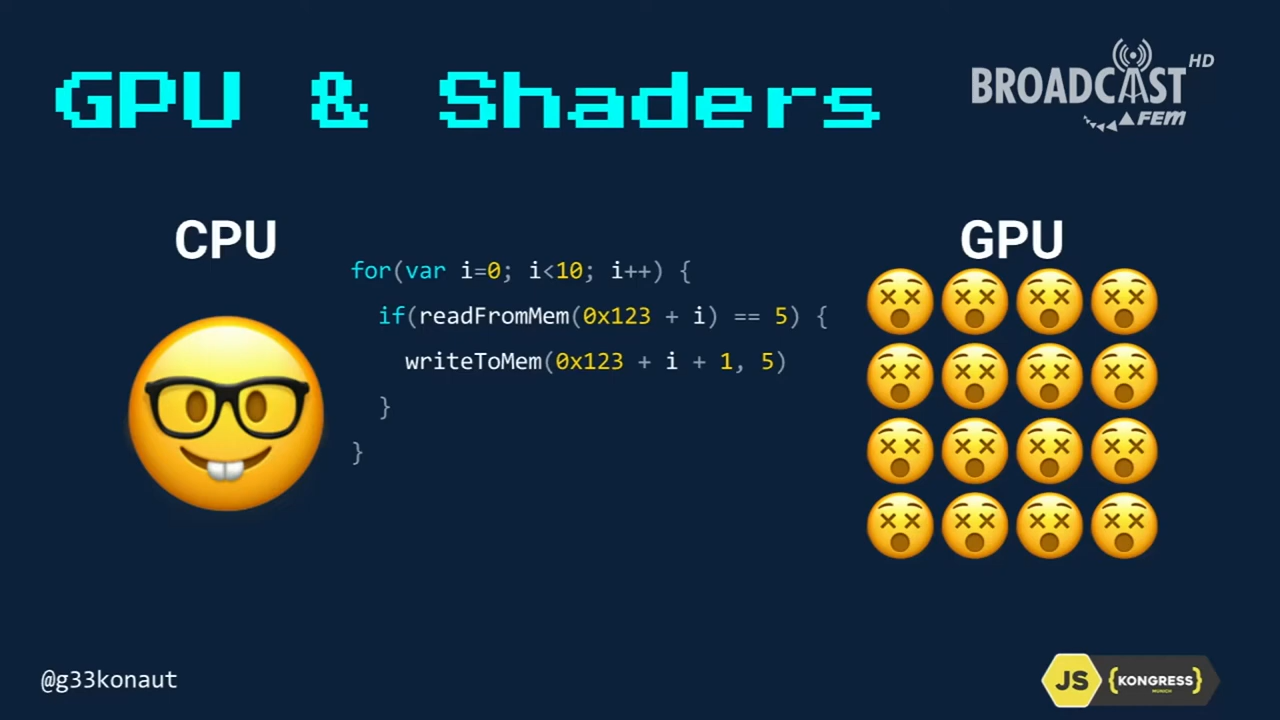 GPU & Shaders
BROADCAST HD
FEM
CPU
for(var i=0; i<10; i++) {
if(readFromMem(0x123 + i) == 5) {
writeToMem(0x123 + i + 1, 5)
}
}
GPU
@g33konaut
JS {KONGRESS}
MUNICH